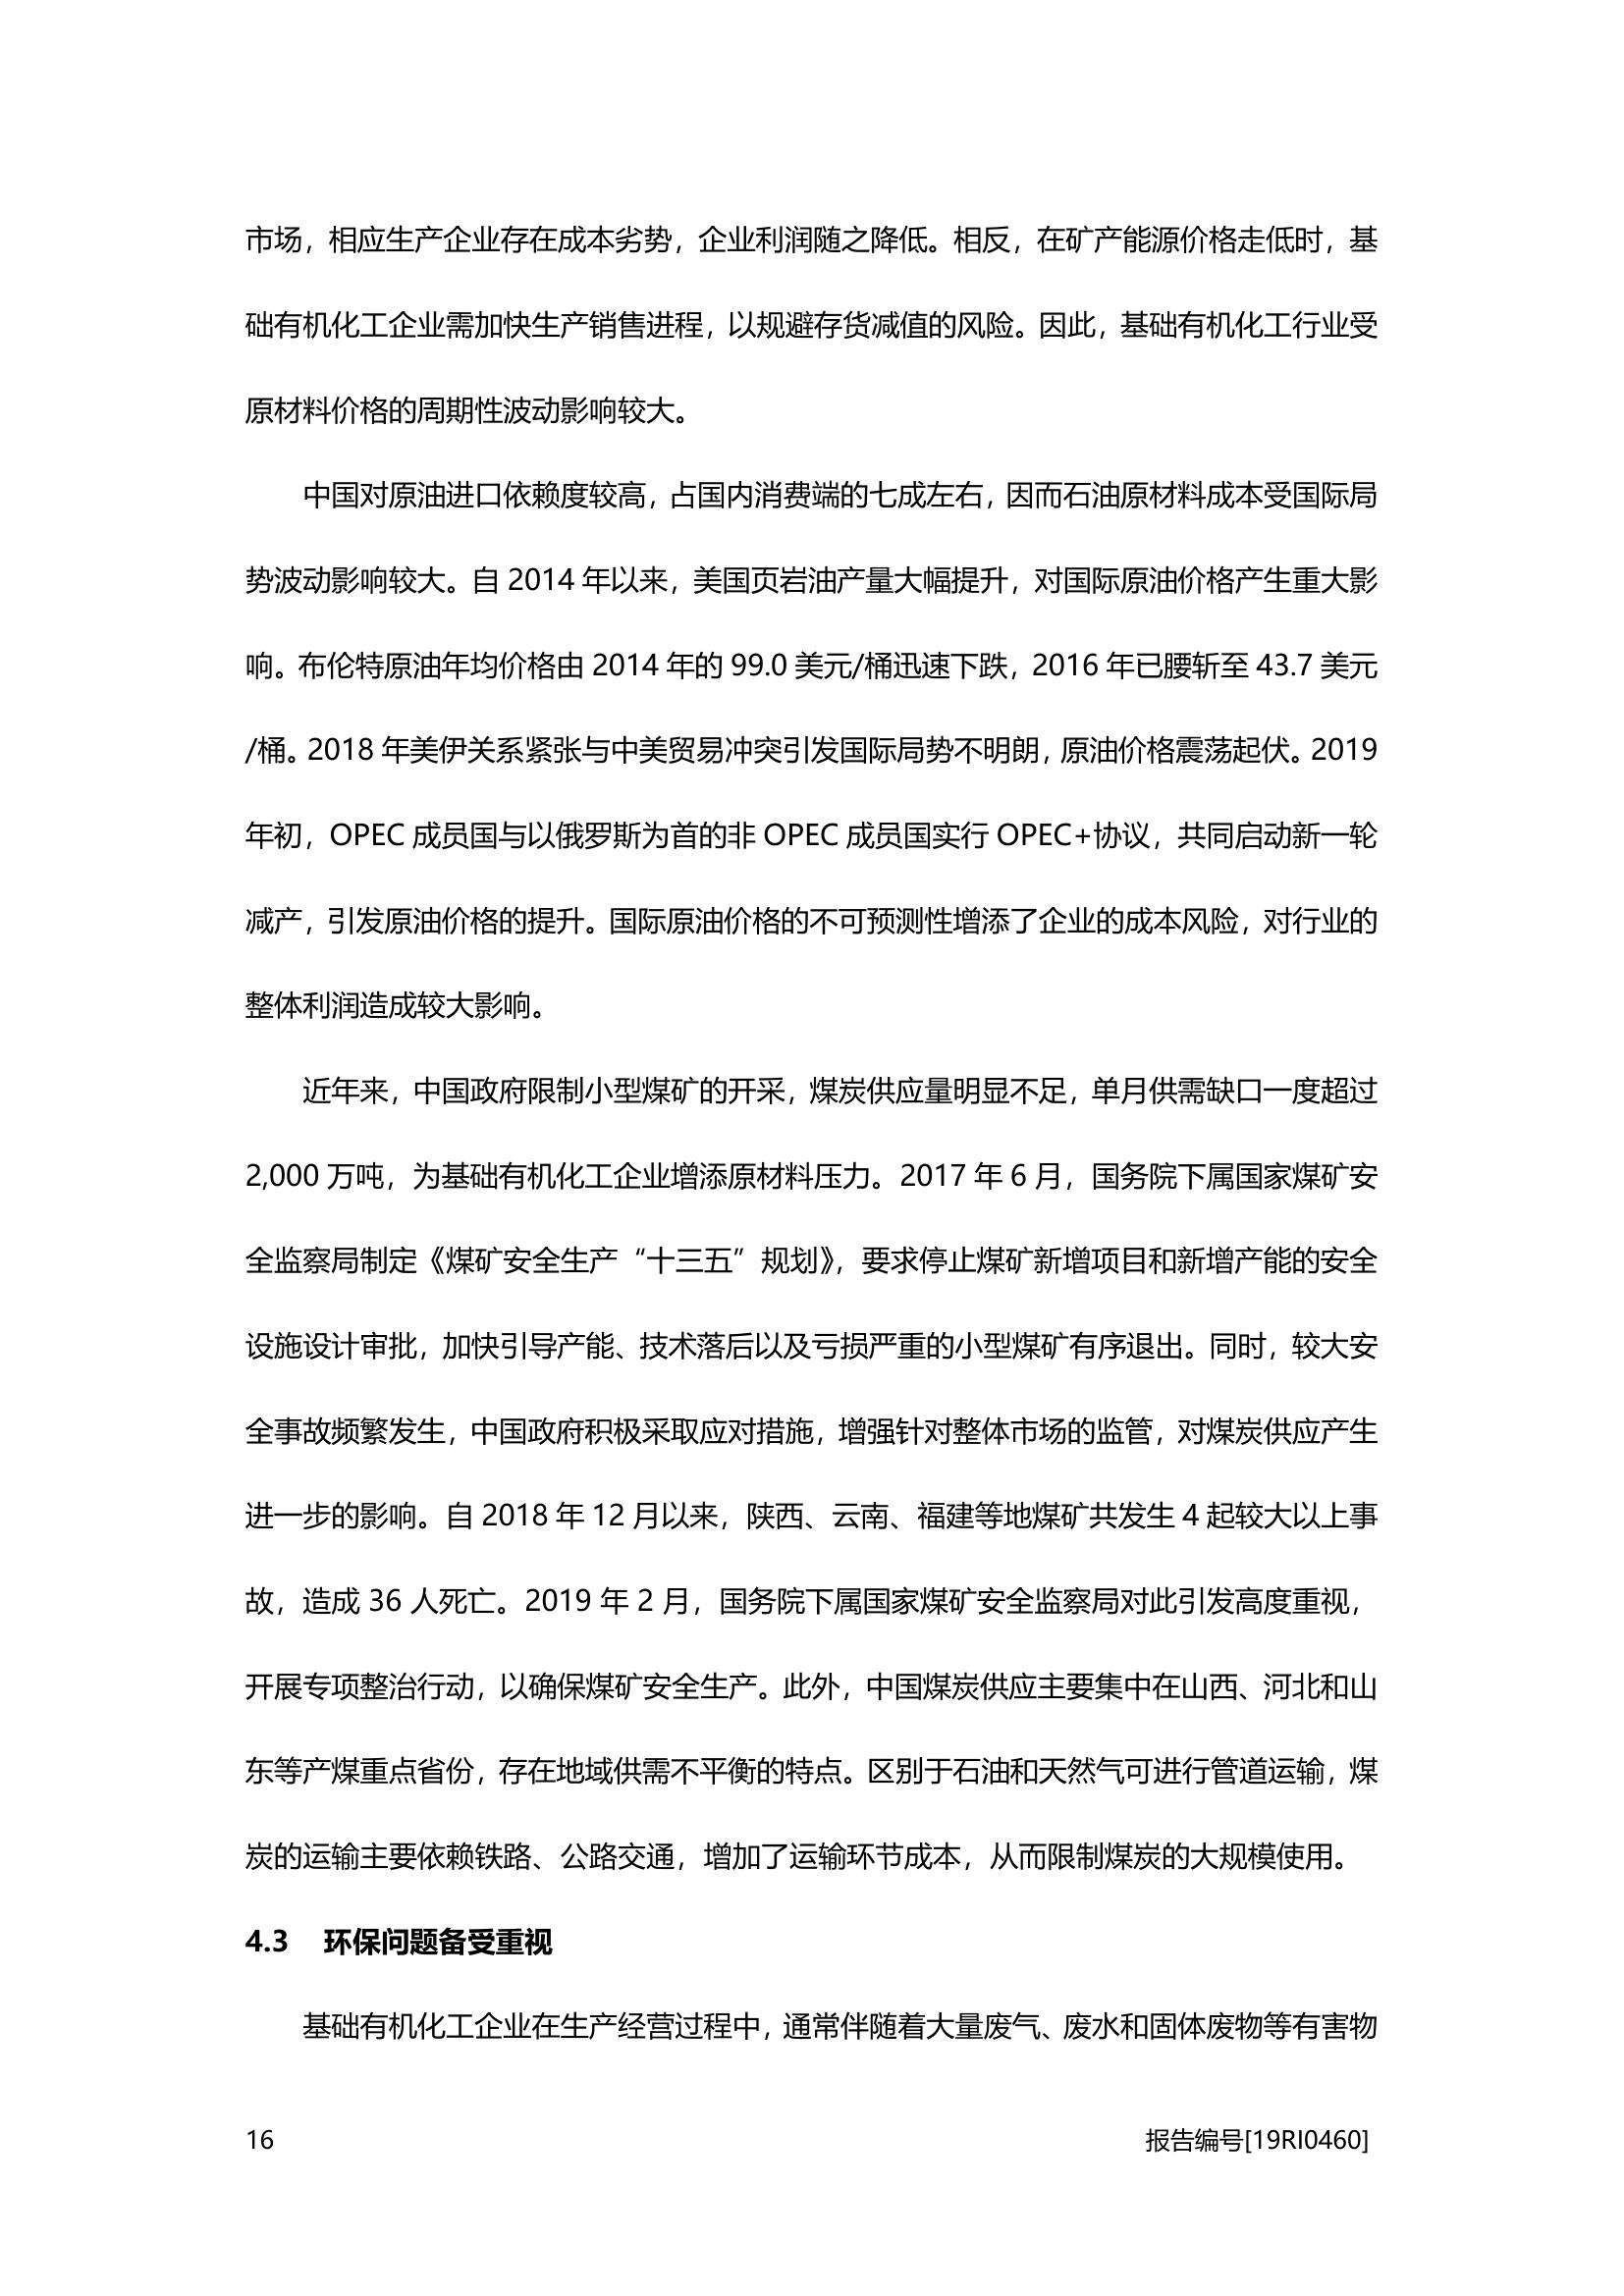 市场，相应生产企业存在成本劣势，企业利润随之降低。相反，在矿产能源价格走低时，基
础有机化工企业需加快生产销售进程，以规避存货减值的风险。因此，基础有机化工行业受
原材料价格的周期性波动影响较大。
中国对原油进口依赖度较高，占国内消费端的七成左右，因而石油原材料成本受国际局
势波动影响较大。自 2014 年以来，美国页岩油产量大幅提升，对国际原油价格产生重大影
响。布伦特原油年均价格由 2014 年的 99.0 美元/桶迅速下跌，2016 年已腰斩至 43.7 美元
/桶。2018 年美伊关系紧张与中美贸易冲突引发国际局势不明朗，原油价格震荡起伏。2019
年初，OPEC 成员国与以俄罗斯为首的非 OPEC 成员国实行 OPEC+协议，共同启动新一轮
减产，引发原油价格的提升。国际原油价格的不可预测性增添了企业的成本风险，对行业的
整体利润造成较大影响。
近年来，中国政府限制小型煤矿的开采，煤炭供应量明显不足，单月供需缺口一度超过
2,000 万吨，为基础有机化工企业增添原材料压力。2017 年 6 月，国务院下属国家煤矿安
全监察局制定《煤矿安全生产“十三五”规划》，要求停止煤矿新增项目和新增产能的安全
设施设计审批，加快引导产能、技术落后以及亏损严重的小型煤矿有序退出。同时，较大安
全事故频繁发生，中国政府积极采取应对措施，增强针对整体市场的监管，对煤炭供应产生
进一步的影响。自 2018 年 12 月以来，陕西、云南、福建等地煤矿共发生 4 起较大以上事
故，造成 36 人死亡。2019 年 2 月，国务院下属国家煤矿安全监察局对此引发高度重视，
开展专项整治行动，以确保煤矿安全生产。此外，中国煤炭供应主要集中在山西、河北和山
东等产煤重点省份，存在地域供需不平衡的特点。区别于石油和天然气可进行管道运输，煤
炭的运输主要依赖铁路、公路交通，增加了运输环节成本，从而限制煤炭的大规模使用。
4.3 环保问题备受重视
基础有机化工企业在生产经营过程中，通常伴随着大量废气、废水和固体废物等有害物
16 报告编号[19RI0460]